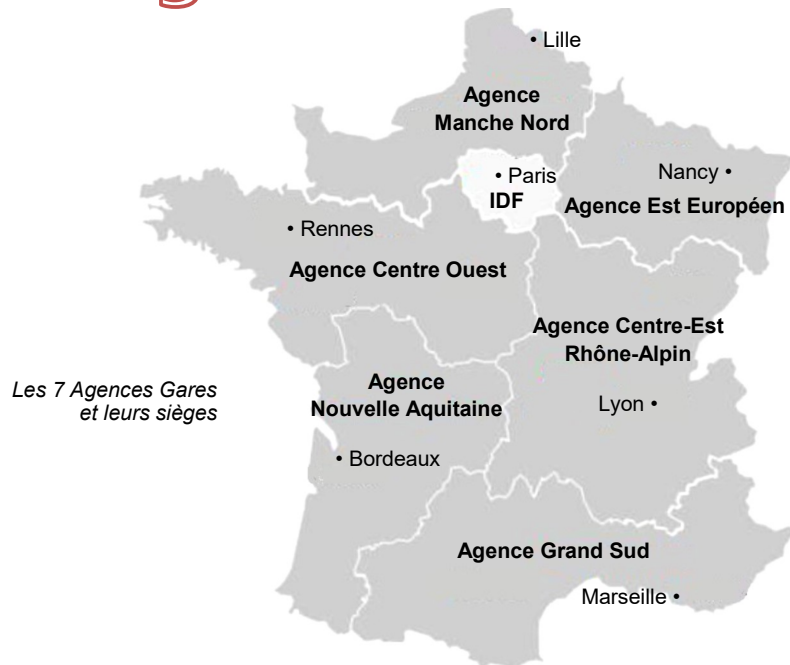 • Lille
Agence
Manche Nord
• Paris
IDF
Nancy •
Agence Est Européen
• Rennes
Agence Centre Ouest
Agence Centre-Est
Rhône-Alpin
Les 7 Agences Gares
et leurs sièges
Agence
Nouvelle Aquitaine
Lyon •
• Bordeaux
Agence Grand Sud
Marseille •